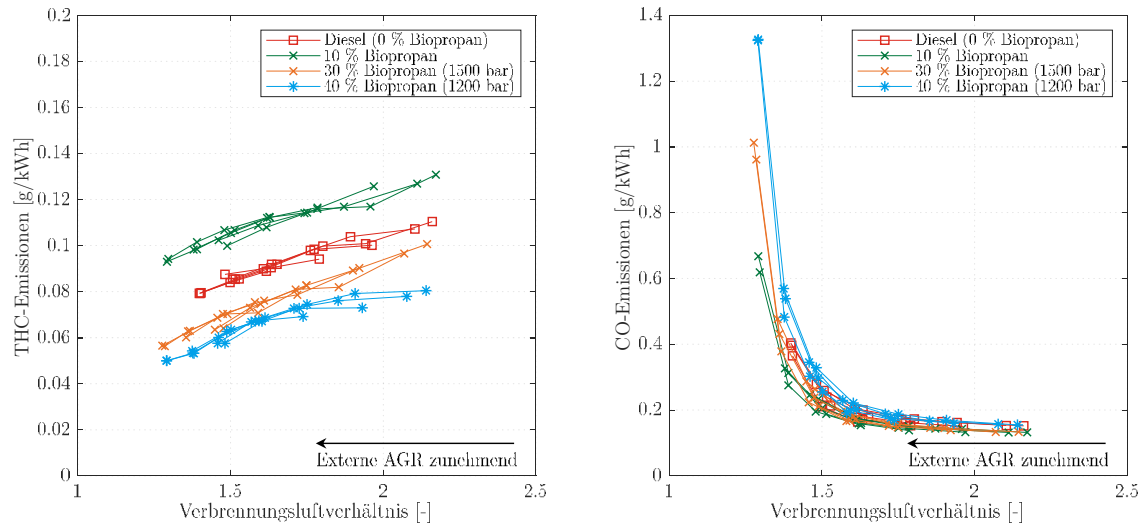 0.2
0.18
0.16
0.14
0.12
0.1
0.08
0.06
0.04
0.02
0
THC-Emissionen [g/kWh]
Diesel (0 % Biopropan)
10 % Biopropan
30 % Biopropan (1500 bar)
40 % Biopropan (1200 bar)
Externe AGR zunehmend
1 1.5 2 2.5
Verbrennungsluftverhältnis [-]
1.4
1.2
1
0.8
0.6
0.4
0.2
0
CO-Emissionen [g/kWh]
Diesel (0 % Biopropan)
10 % Biopropan
30 % Biopropan (1500 bar)
40 % Biopropan (1200 bar)
Externe AGR zunehmend
1 1.5 2 2.5
Verbrennungsluftverhältnis [-]